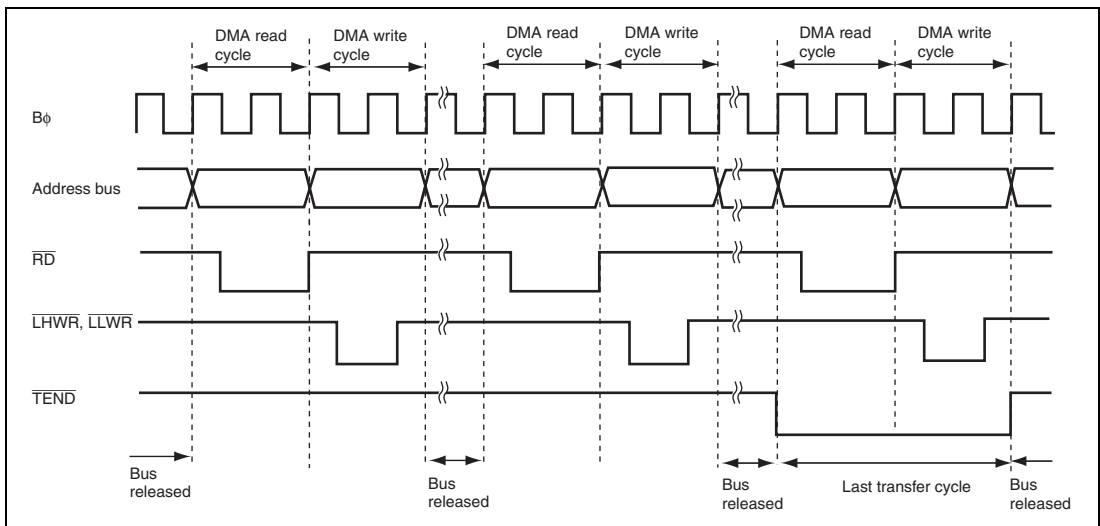 DMA read
cycle
DMA write
cycle
DMA read
cycle
DMA write
cycle
DMA read
cycle
DMA write
cycle
Bϕ
Address bus
RD
LHWR, LLWR
TEND
Bus
released
Bus
released
Bus
released
Last transfer cycle
Bus
released